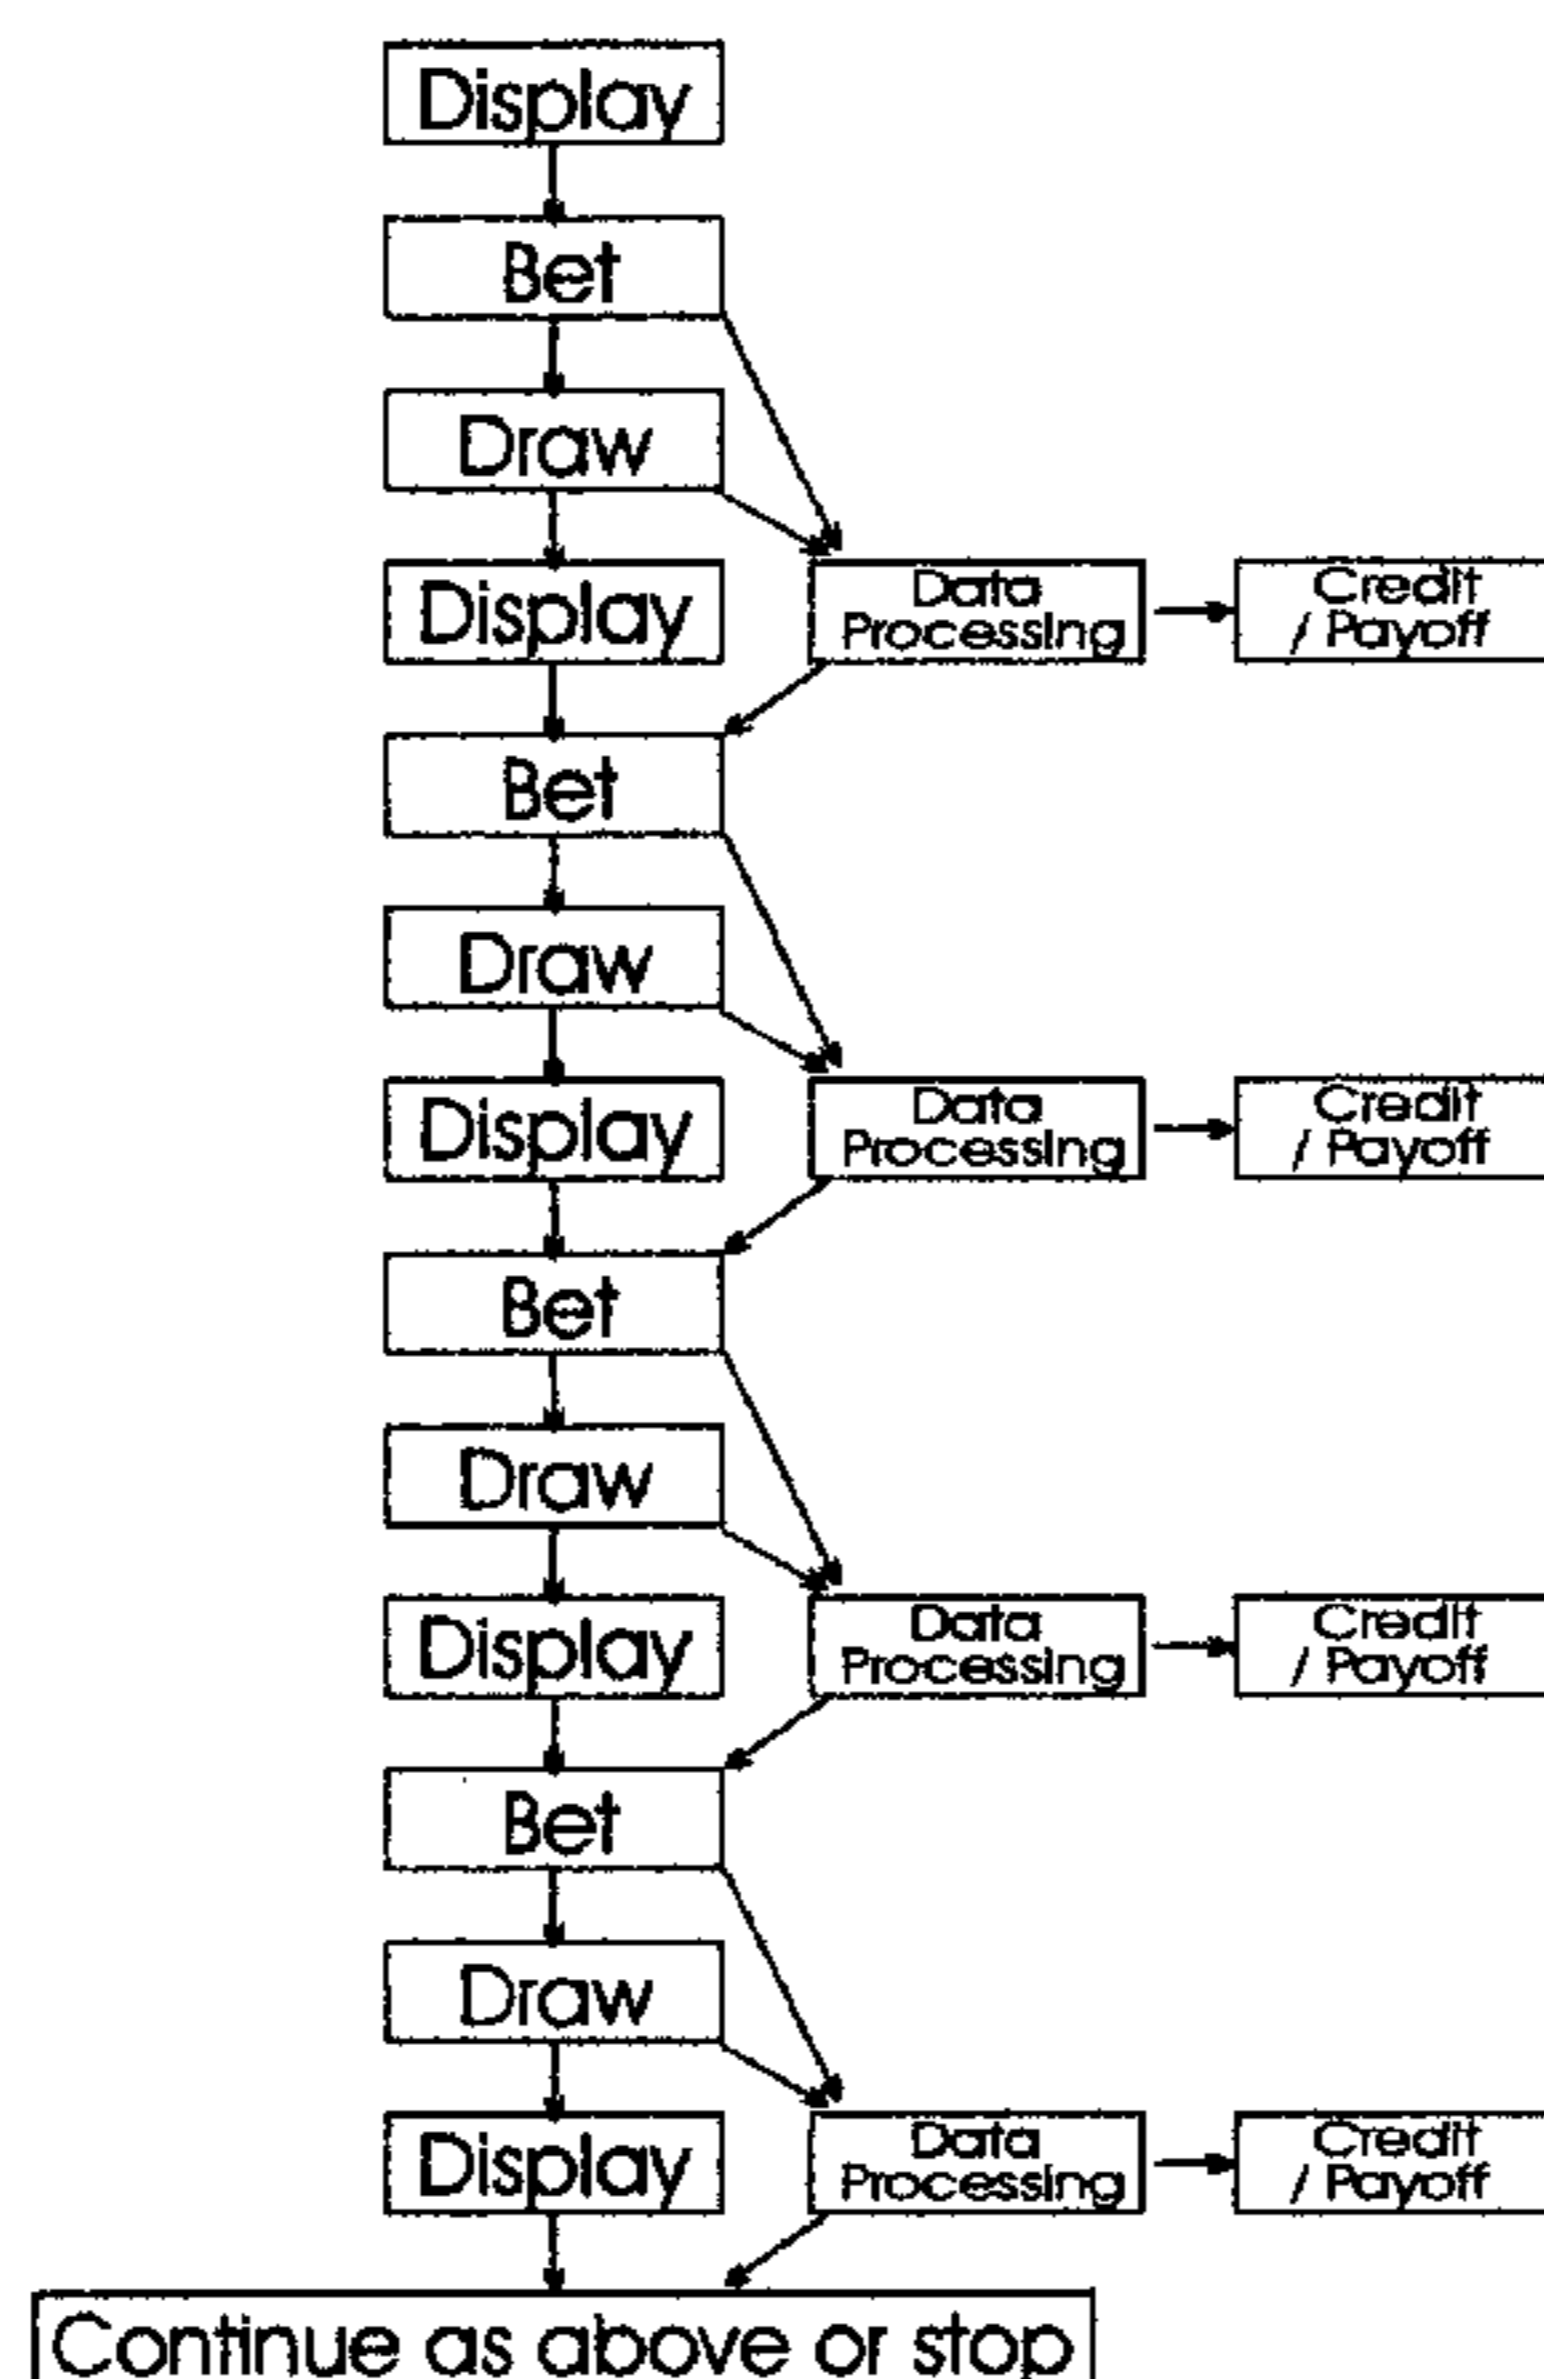 Display
Bet
Draw
Display
Data
Processing
Credit
/ Payoff
Bet
Draw
Display
Data
Processing
Credit
/ Payoff
Bet
Draw
Display
Data
Processing
Credit
/ Payoff
Bet
Draw
Display
Data
Processing
Credit
/ Payoff
Continue as above or stop